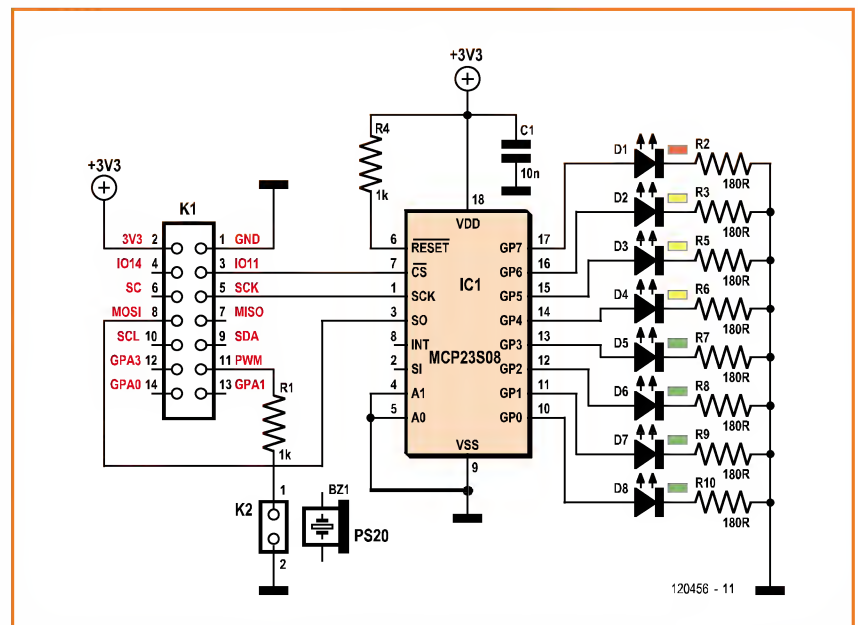 +3V3
R4
1k
C1
10n
+3V3
K1
3V3 2 1 GND
IO14 4 3 IO11
SC 6 5 SCK
MOSI 8 7 MISO
SCL 10 9 SDA
GPA3 12 11 PWM
GPA0 14 13 GPA1
R1
1k
K2
1
2
BZ1
PS20
18
VDD
6 RESET
7 CS
1 SCK
3 SO
8 INT
2 SI
4 A1
5 A0
IC1
MCP23S08
GP7 17
GP6 16
GP5 15
GP4 14
GP3 13
GP2 12
GP1 11
GP0 10
VSS
9
D1 R2
180R
D2 R3
180R
D3 R5
180R
D4 R6
180R
D5 R7
180R
D6 R8
180R
D7 R9
180R
D8 R10
180R
120456 - 11